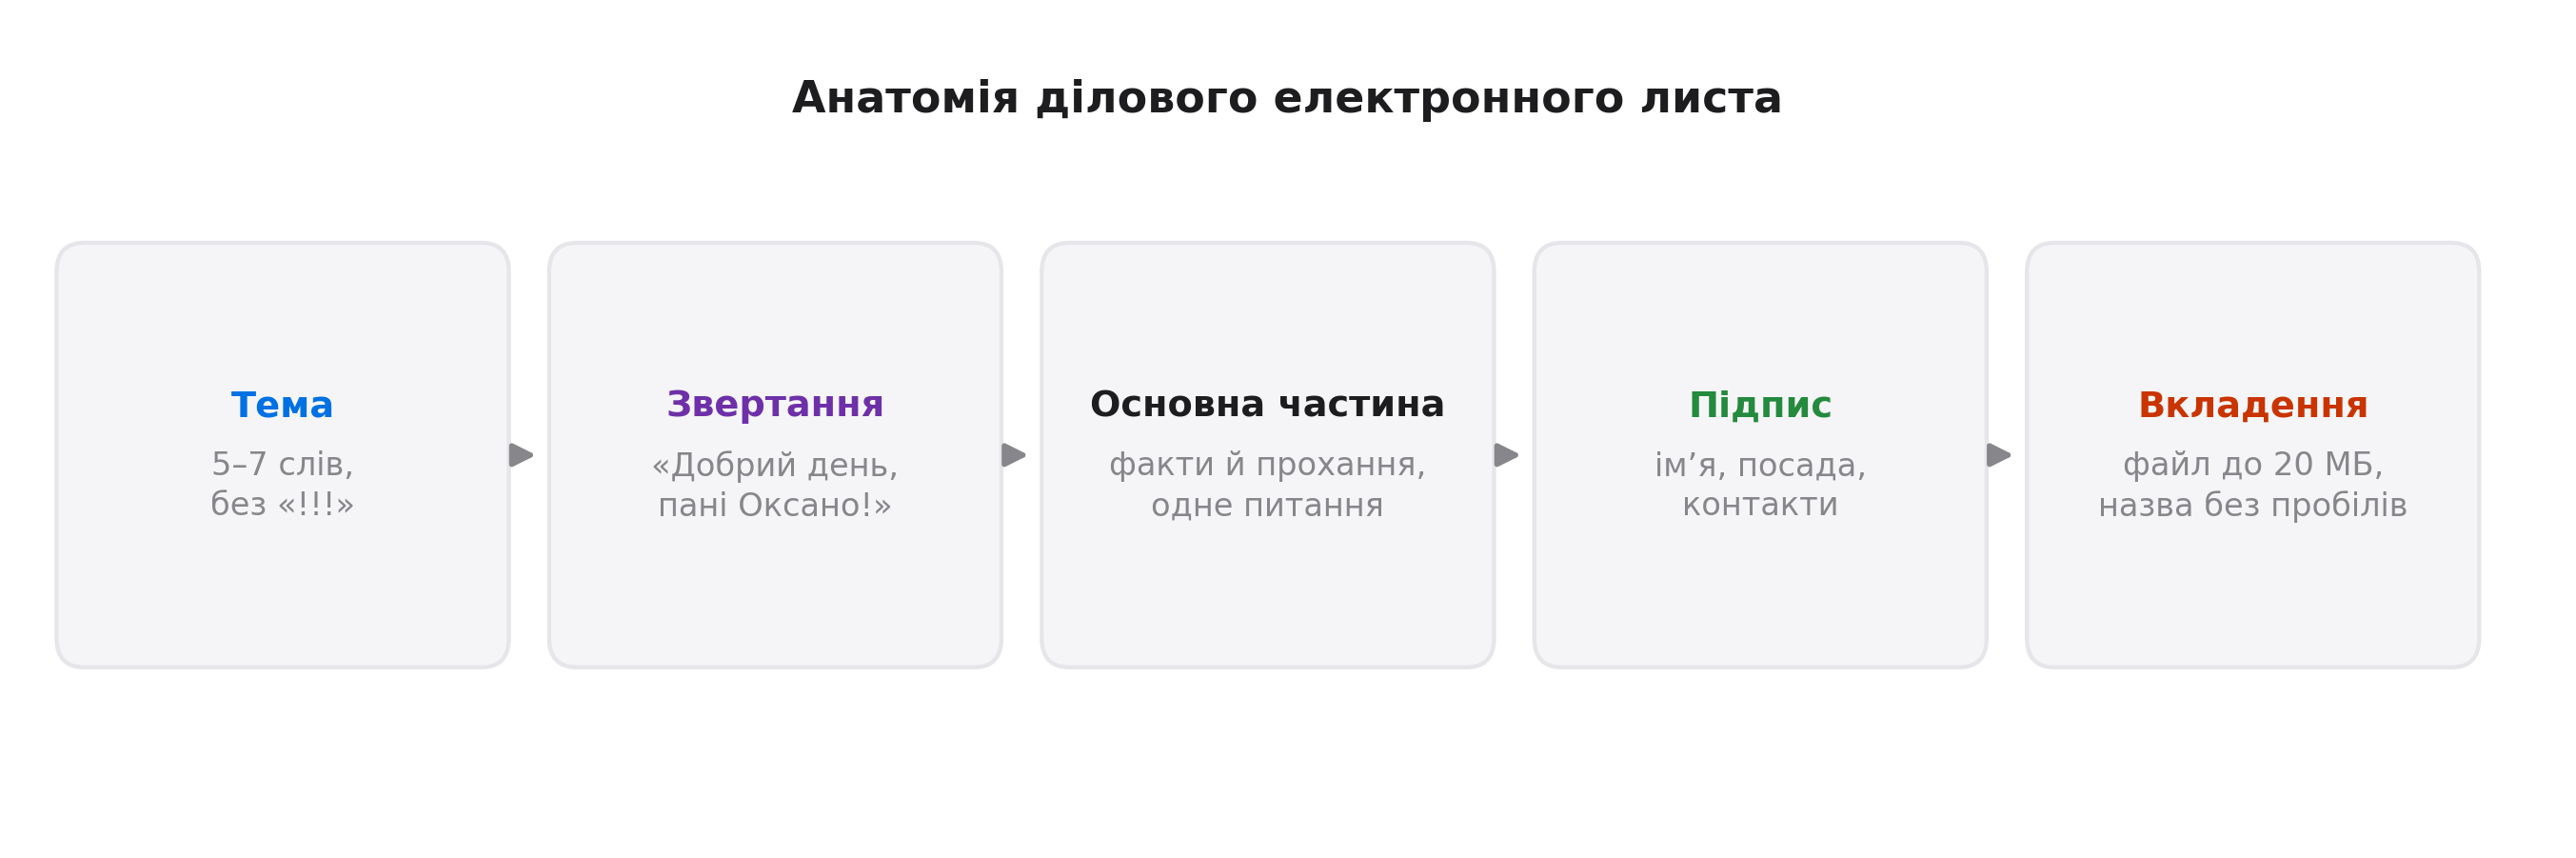 Анатомія ділового електронного листа
Тема
5–7 слів,
без «!!!»
Звертання
«Добрий день,
пані Оксано!»
Основна частина
факти й прохання,
одне питання
Підпис
ім’я, посада,
контакти
Вкладення
файл до 20 МБ,
назва без пробілів